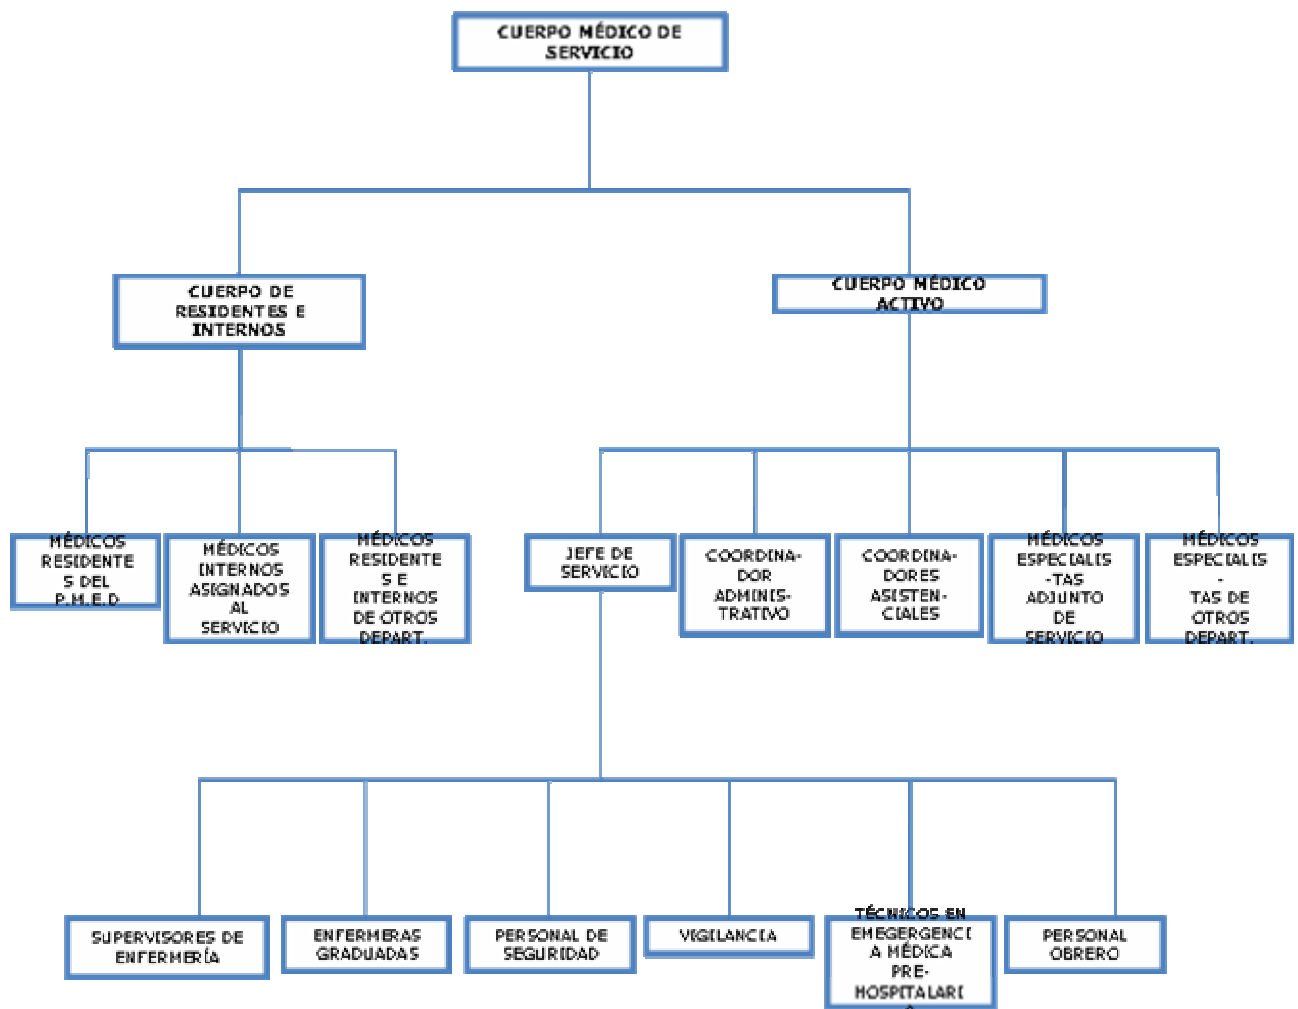 CUERPO MÉDICO DE
SERVICIO
CUERPO DE
RESIDENTES E
INTERNOS
CUERPO MÉDICO
ACTIVO
MÉDICOS
RESIDENTE
S DEL
P.M.E.D
MÉDICOS
INTERNOS
ASIGNADOS
AL
SERVICIO
MÉDICOS
RESIDENTE
S E
INTERNOS
DE OTROS
DEPART.
JEFE DE
SERVICIO
COORDINA-
DOR
ADMINIS-
TRATIVO
COORDINA-
DORES
ASISTEN-
CIALES
MÉDICOS
ESPECIALIS
-TAS
ADJUNTO
DE
SERVICIO
MÉDICOS
ESPECIALIS
-
TAS DE
OTROS
DEPART.
SUPERVISORES DE
ENFERMERÍA
ENFERMERAS
GRADUADAS
PERSONAL DE
SEGURIDAD
VIGILANCIA
TÉCNICOS EN
EMEGERGENCI
A MÉDICA
PRE-
HOSPITALARI
PERSONAL
OBRERO